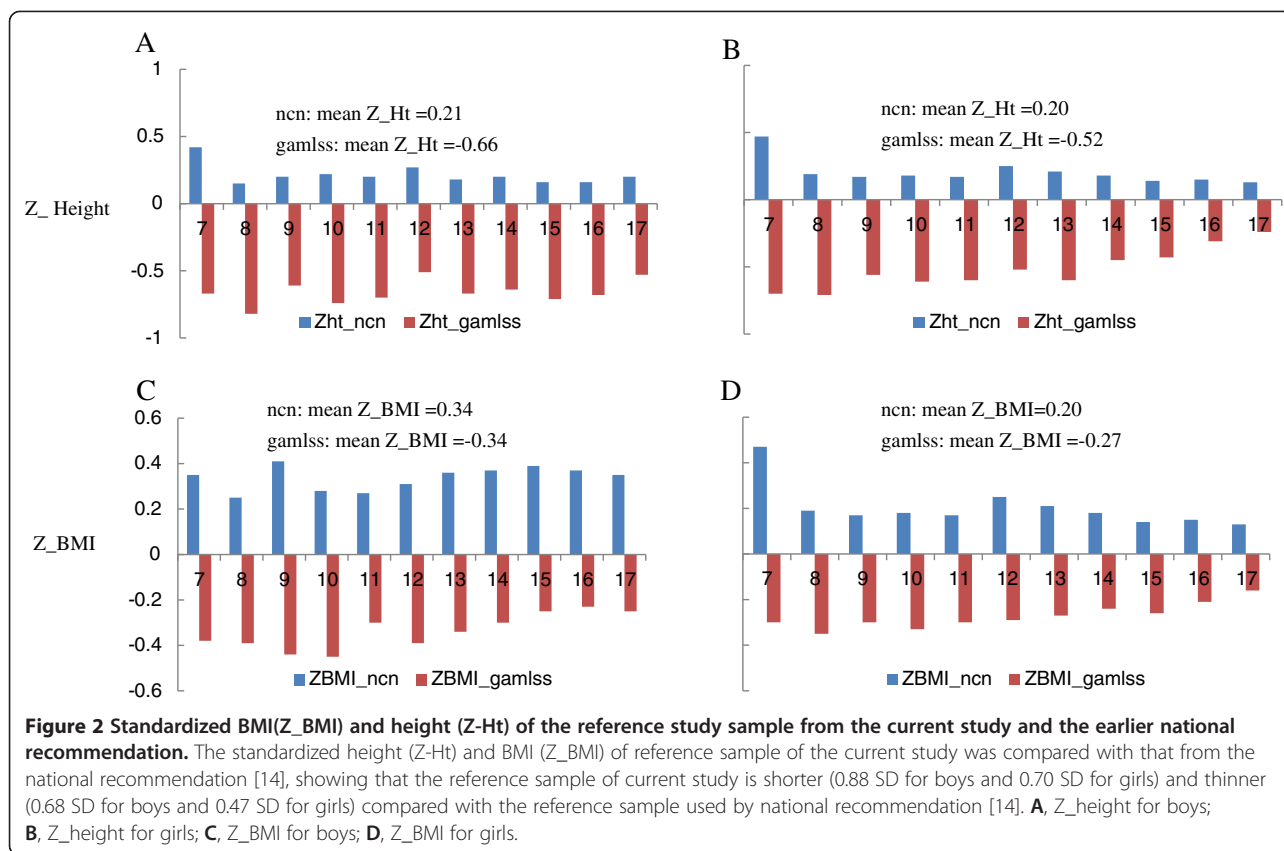 A
1
ncn: mean Z_Ht =0.21
0.5
gamlss: mean Z_Ht =-0.66
Z_ Height
0
7 8 9 10 11 12 13 14 15 16 17
-0.5
Zht_ncn Zht_gamlss
-1
B
ncn: mean Z_Ht =0.20
gamlss: mean Z_Ht =-0.52
7 8 9 10 11 12 13 14 15 16 17
Zht_ncn Zht_gamlss
C
0.6
ncn: mean Z_BMI =0.34
gamlss: mean Z_BMI =-0.34
0.4
0.2
Z_BMI
0
7 8 9 10 11 12 13 14 15 16 17
-0.2
-0.4
ZBMI_ncn ZBMI_gamlss
-0.6
D
ncn: mean Z_BMI=0.20
gamlss: mean Z_BMI =-0.27
7 8 9 10 11 12 13 14 15 16 17
ZBMI_ncn ZBMI_gamlss
Figure 2 Standardized BMI(Z_BMI) and height (Z-Ht) of the reference study sample from the current study and the earlier national
recommendation. The standardized height (Z-Ht) and BMI (Z_BMI) of reference sample of the current study was compared with that from the
national recommendation [14], showing that the reference sample of current study is shorter (0.88 SD for boys and 0.70 SD for girls) and thinner
(0.68 SD for boys and 0.47 SD for girls) compared with the reference sample used by national recommendation [14]. A, Z_height for boys;
B, Z_height for girls; C, Z_BMI for boys; D, Z_BMI for girls.